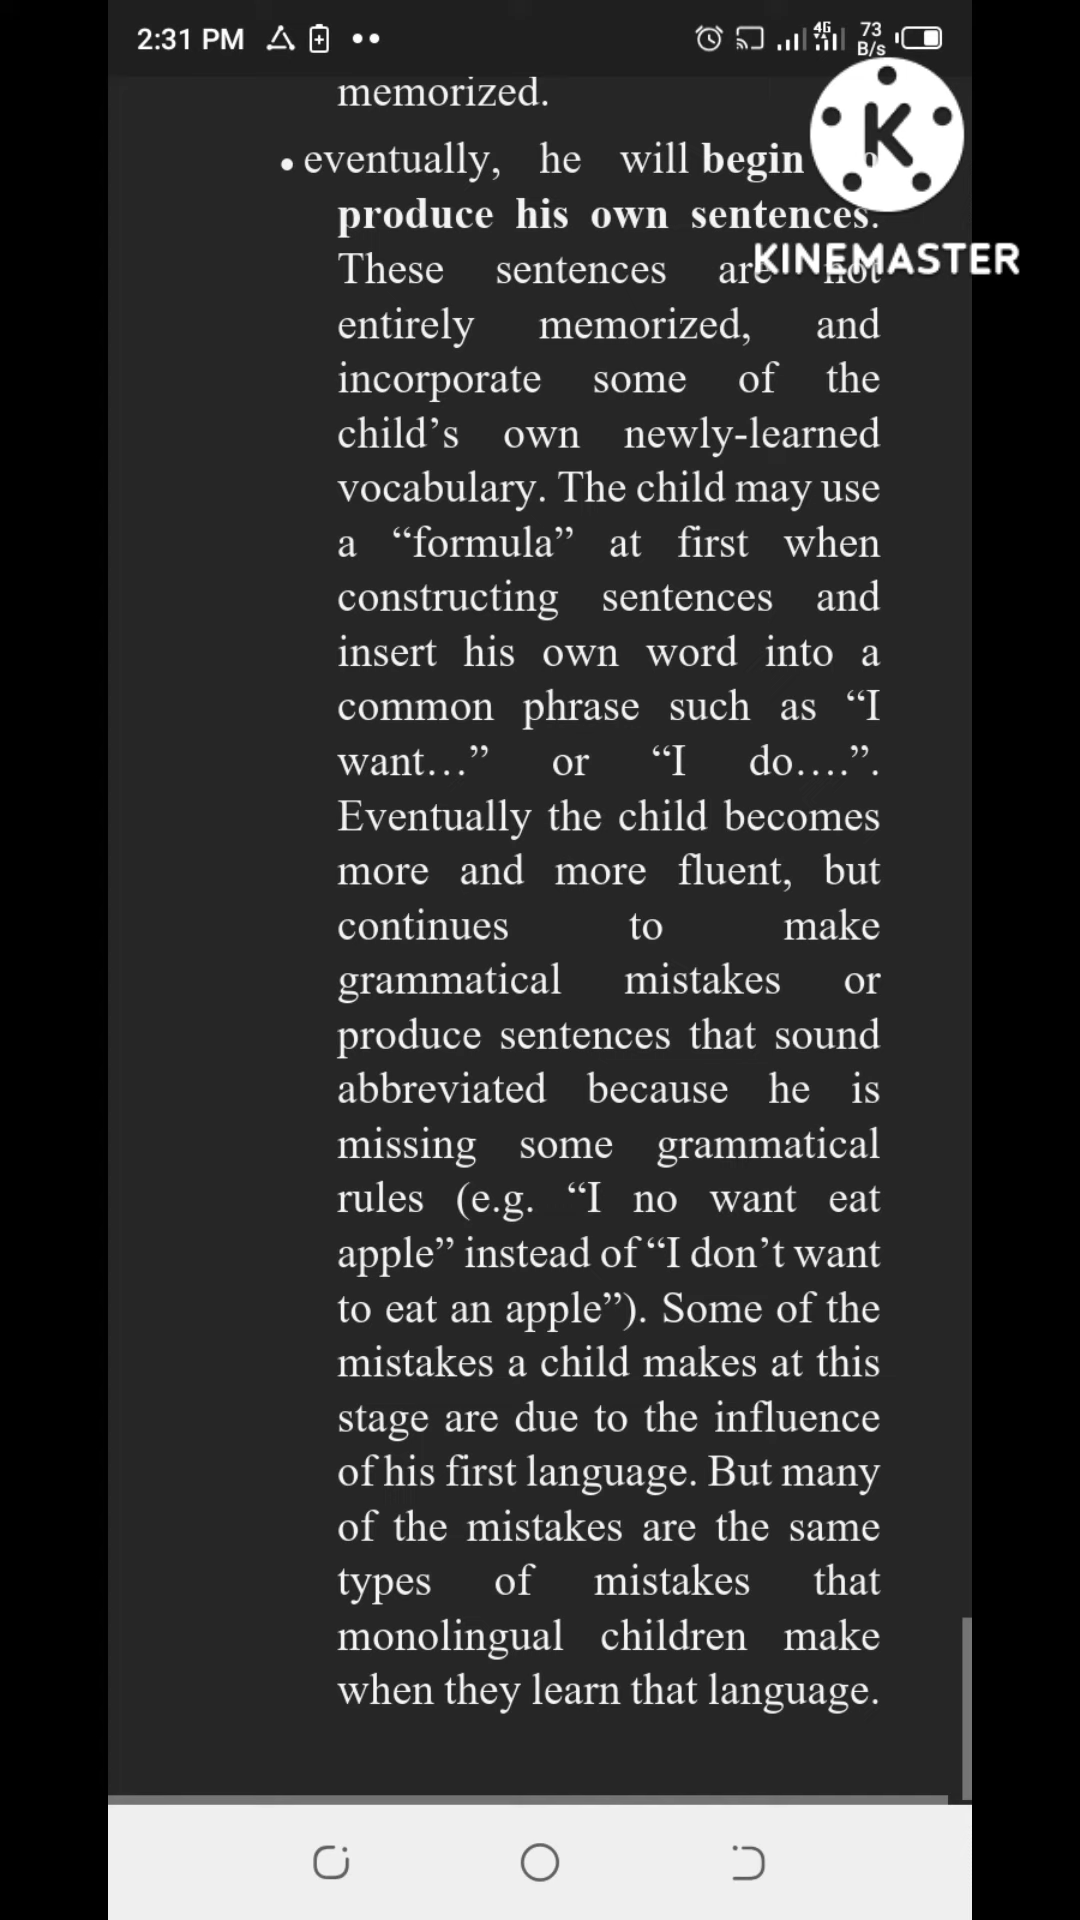 2:31 PM
4G
73
B/s
memorized.
K
• eventually, he will begin
produce his own sentences.
KINEMASTER
These sentences are not
entirely memorized, and
incorporate some of the
child’s own newly-learned
vocabulary. The child may use
a “formula” at first when
constructing sentences and
insert his own word into a
common phrase such as “I
want…” or “I do….”.
Eventually the child becomes
more and more fluent, but
continues to make
grammatical mistakes or
produce sentences that sound
abbreviated because he is
missing some grammatical
rules (e.g. “I no want eat
apple” instead of “I don’t want
to eat an apple”). Some of the
mistakes a child makes at this
stage are due to the influence
of his first language. But many
of the mistakes are the same
types of mistakes that
monolingual children make
when they learn that language.